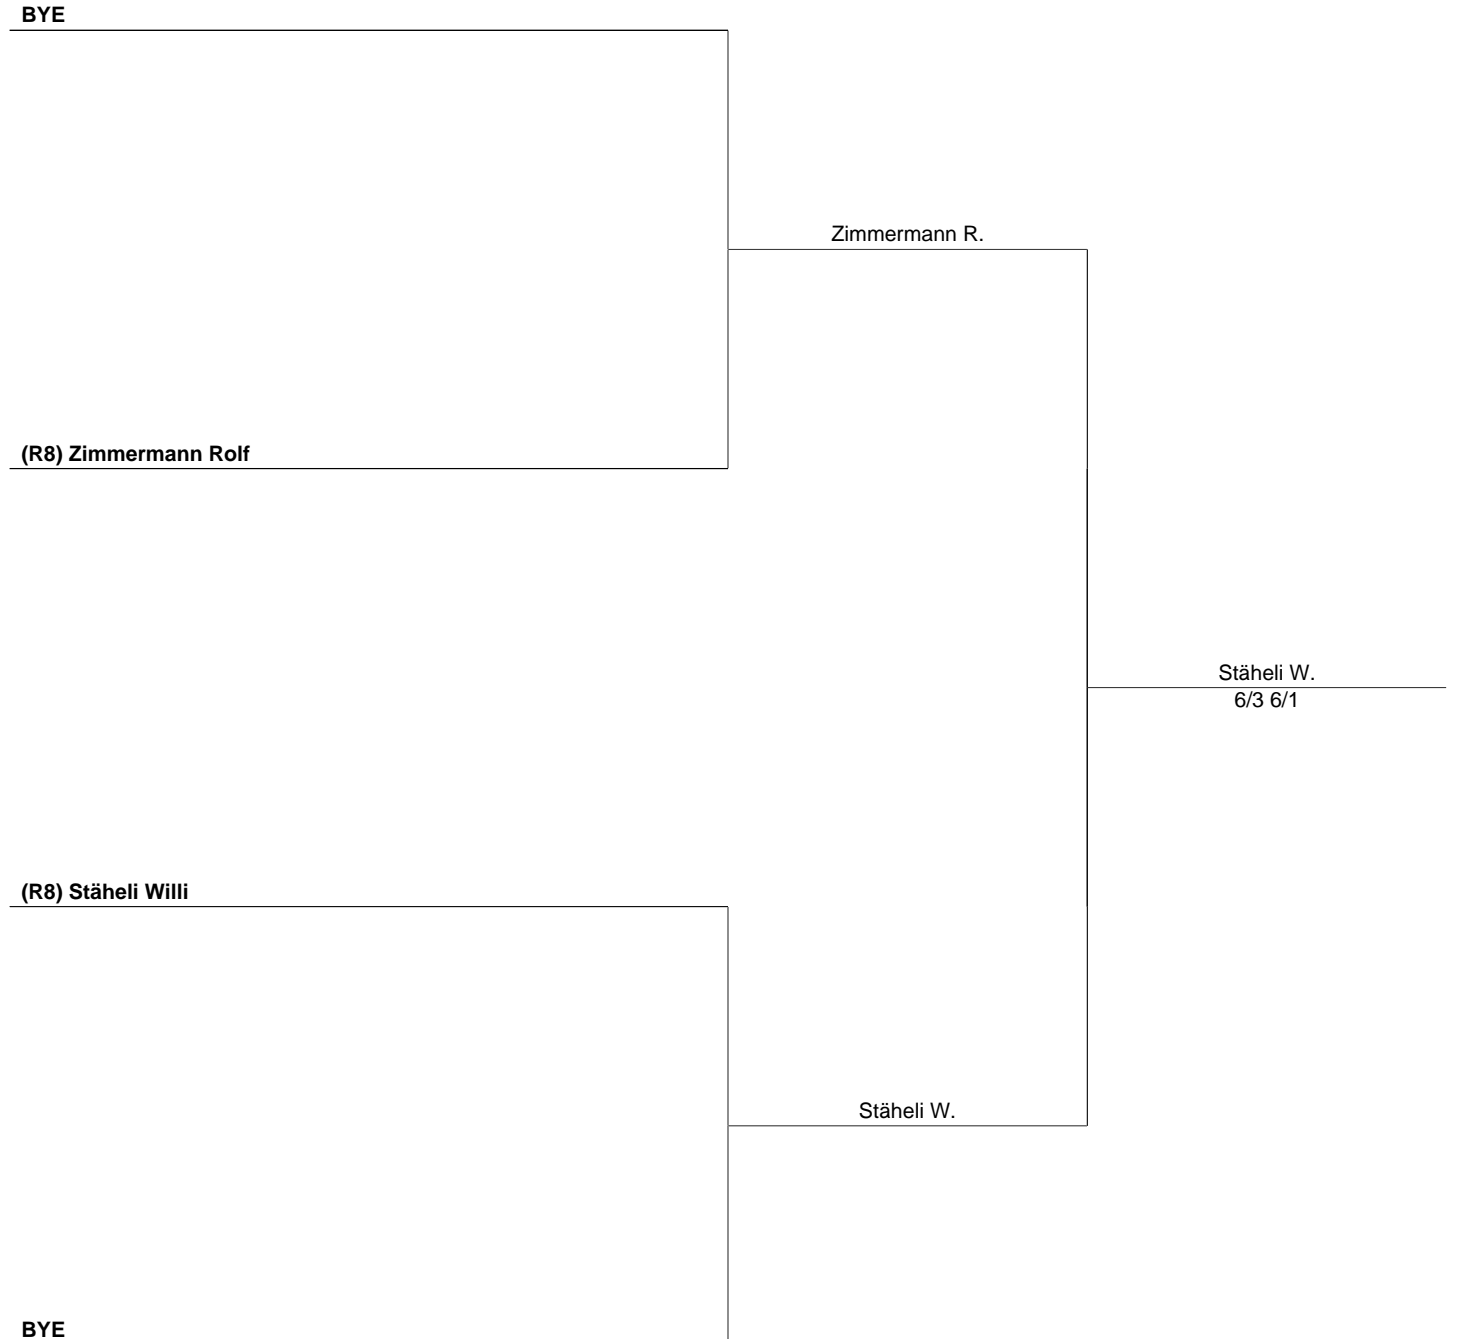 BYE
Zimmermann R.
(R8) Zimmermann Rolf
Stäheli W.
6/3 6/1
(R8) Stäheli Willi
Stäheli W.
BYE